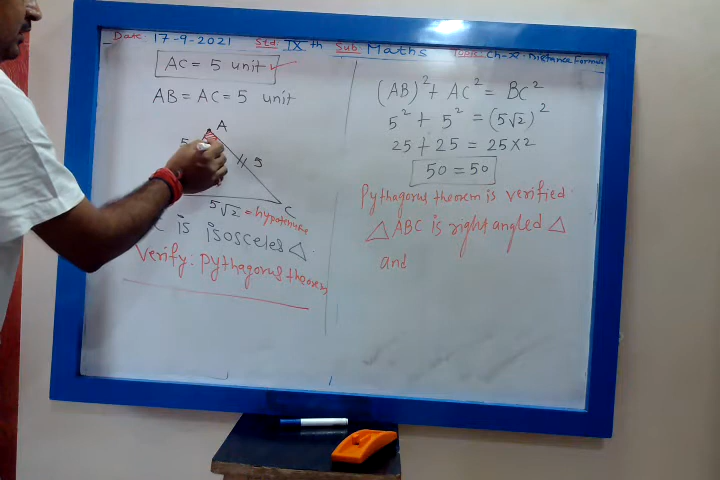 Date: 17-9-2021 Std: IX th Sub: Maths Topic: Ch-x. Distance Formula
AC = 5 unit ✓
AB = AC = 5 unit
A
5
5
C
5√2 = hypotenuse
C is isosceles △.
Verify: pythagorus theorem
(AB)² + AC² = BC²
5² + 5² = (5√2)²
25 + 25 = 25×2
50 = 50
Pythagorus theorem is verified.
△ ABC is right angled △
and